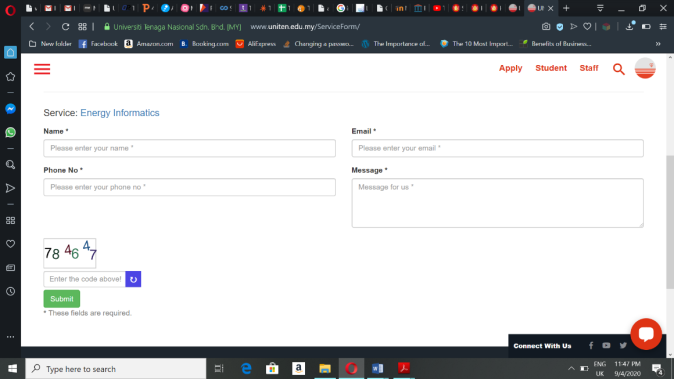 Universiti Tenaga Nasional Sdn. Bhd. [MY] www.uniten.edu.my/ServiceForm/
New folder Facebook Amazon.com Booking.com AliExpress Changing a passwo... The Importance of... The 10 Most Import... Benefits of Business...
Apply Student Staff
Service: Energy Informatics
Name * Email *
Please enter your name * Please enter your email *
Phone No * Message *
Please enter your phone no * Message for us *
78 46 47
Enter the code above!
Submit
* These fields are required.
Connect With Us
Type here to search
ENG 11:47 PM
UK 9/4/2020